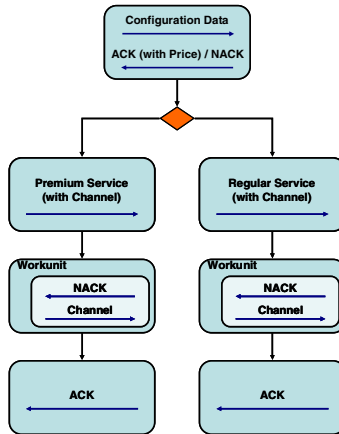 Configuration Data
ACK (with Price) / NACK
Premium Service
(with Channel)
Regular Service
(with Channel)
Workunit
NACK
Channel
Workunit
NACK
Channel
ACK
ACK